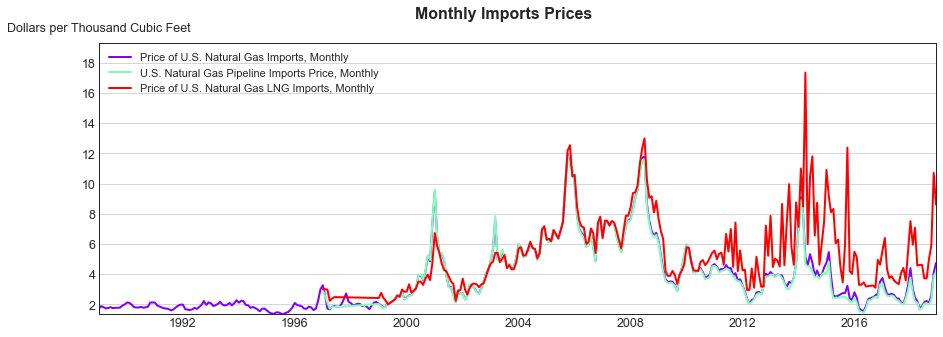 Monthly Imports Prices
Dollars per Thousand Cubic Feet
Price of U.S. Natural Gas Imports, Monthly
U.S. Natural Gas Pipeline Imports Price, Monthly
Price of U.S. Natural Gas LNG Imports, Monthly
18
16
14
12
10
8
6
4
2
1992 1996 2000 2004 2008 2012 2016